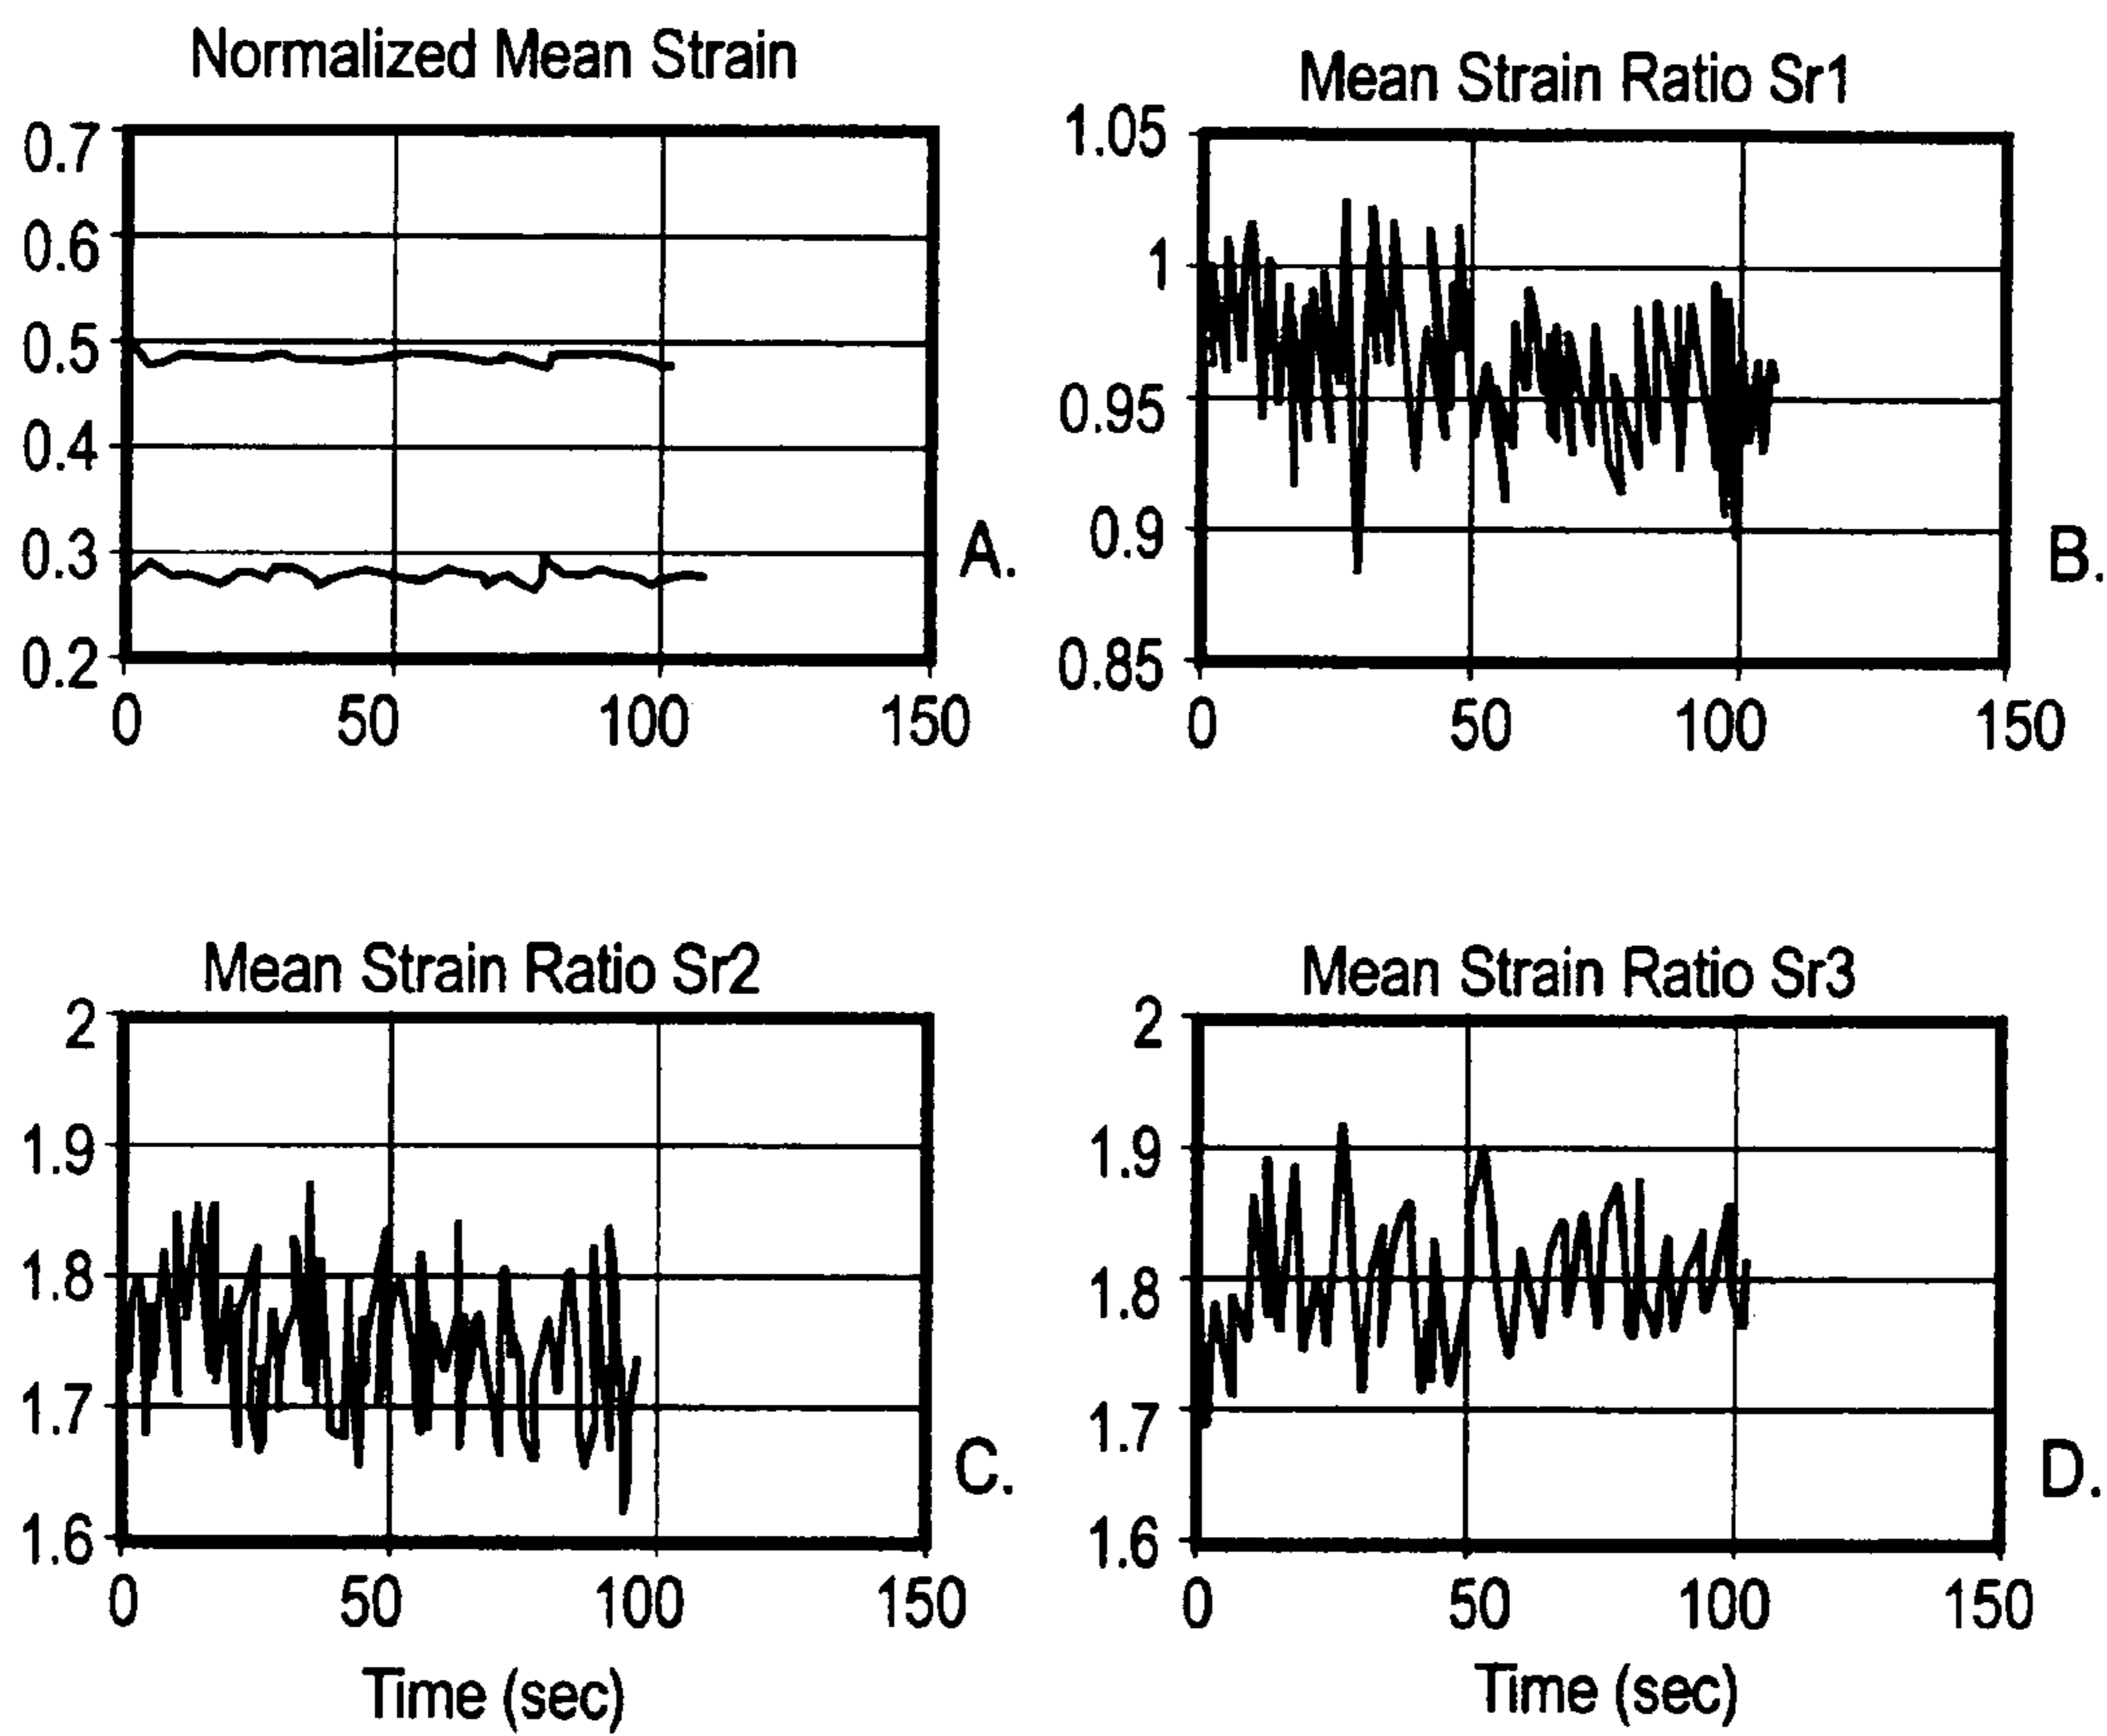 Normalized Mean Strain
0.7
0.6
0.5
0.4
0.3
0.2
0 50 100 150
A.
Mean Strain Ratio Sr1
1.05
1
0.95
0.9
0.85
0 50 100 150
B.
Mean Strain Ratio Sr2
2
1.9
1.8
1.7
1.6
0 50 100 150
Time (sec)
C.
Mean Strain Ratio Sr3
2
1.9
1.8
1.7
1.6
0 50 100 150
Time (sec)
D.